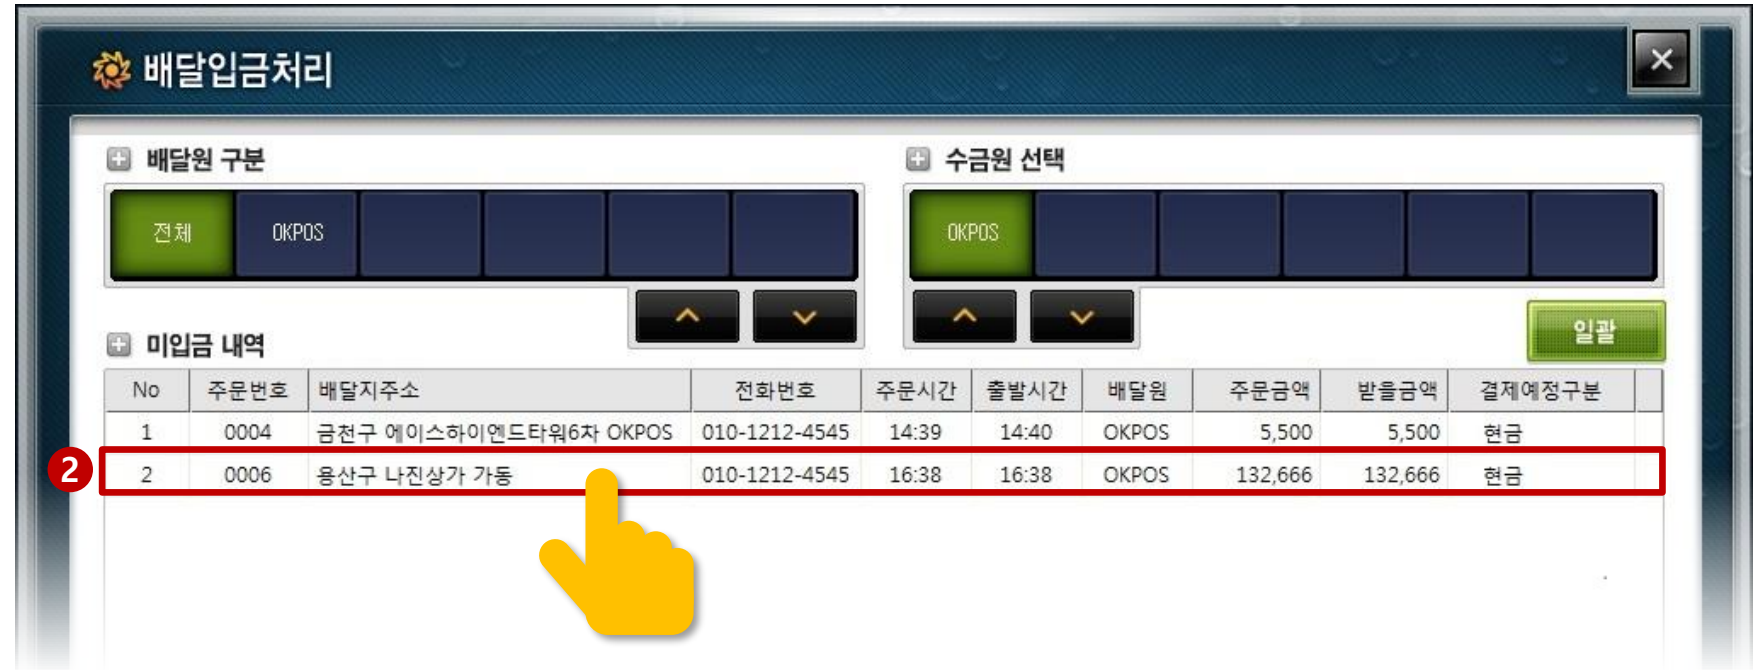 배달입금처리
배달원 구분
수금원 선택
전체 OKPOS
OKPOS
일괄
미입금 내역
No 주문번호 배달지주소 전화번호 주문시간 출발시간 배달원 주문금액 받을금액 결제예정구분
1 0004 금천구 에이스하이엔드타워6차 OKPOS 010-1212-4545 14:39 14:40 OKPOS 5,500 5,500 현금
2 2 0006 용산구 나진상가 가동 010-1212-4545 16:38 16:38 OKPOS 132,666 132,666 현금